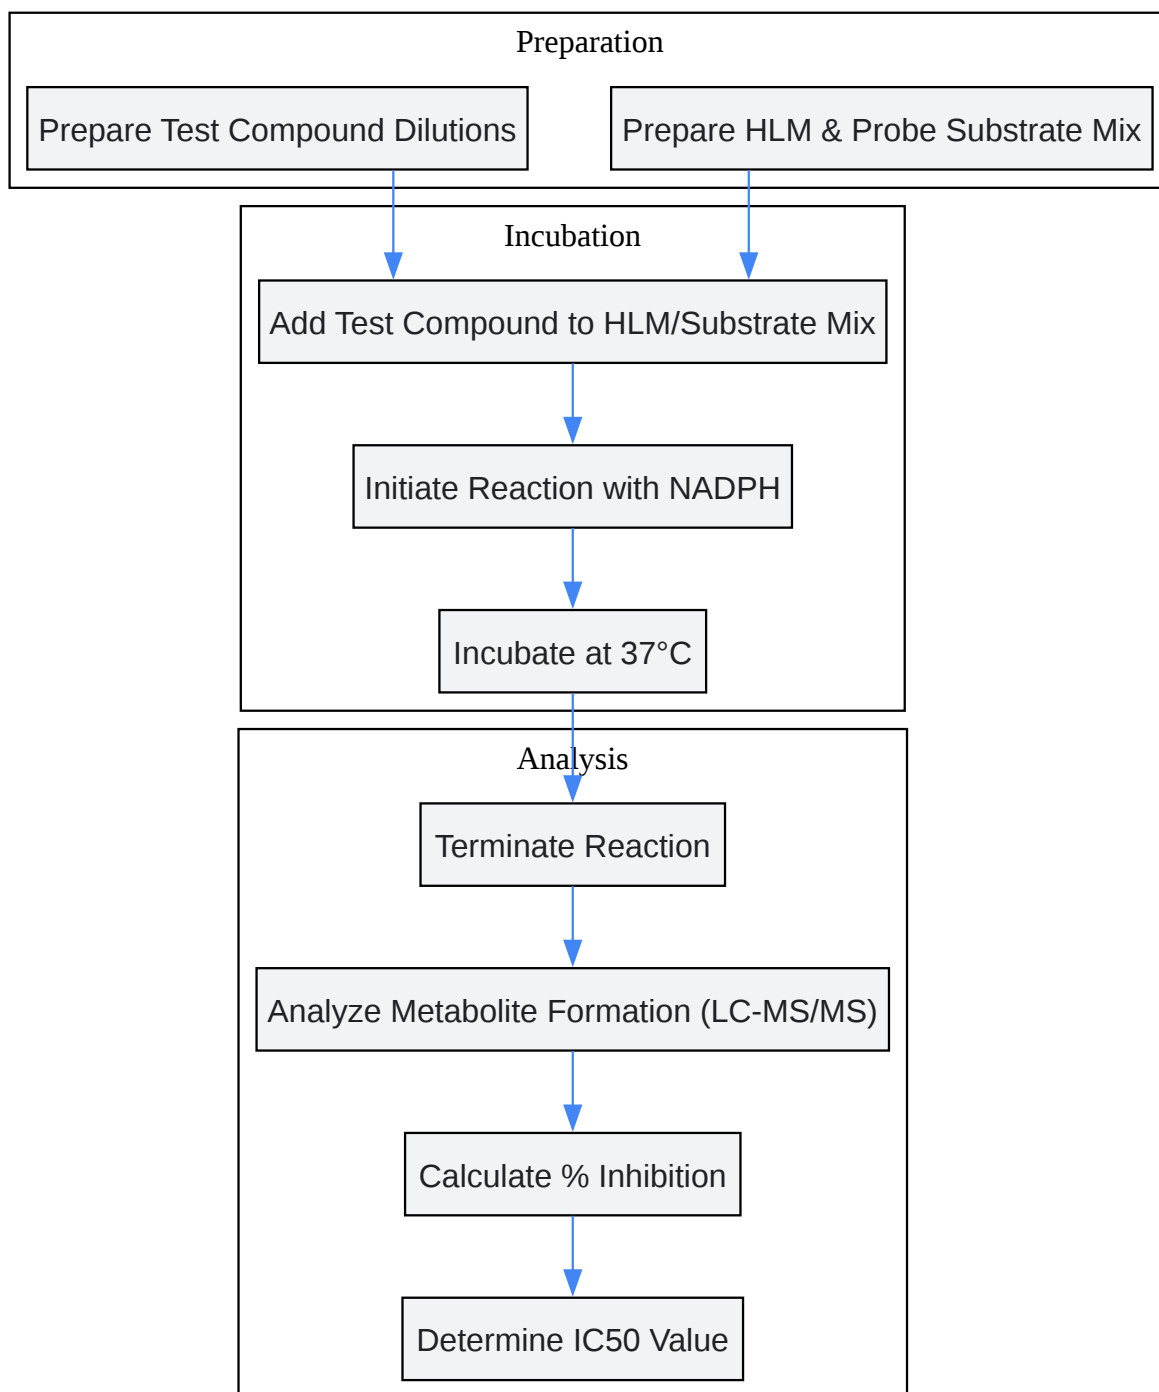 Preparation
Prepare Test Compound Dilutions
Prepare HLM & Probe Substrate Mix
Incubation
Add Test Compound to HLM/Substrate Mix
Initiate Reaction with NADPH
Incubate at 37°C
Analysis
Terminate Reaction
Analyze Metabolite Formation (LC-MS/MS)
Calculate % Inhibition
Determine IC50 Value